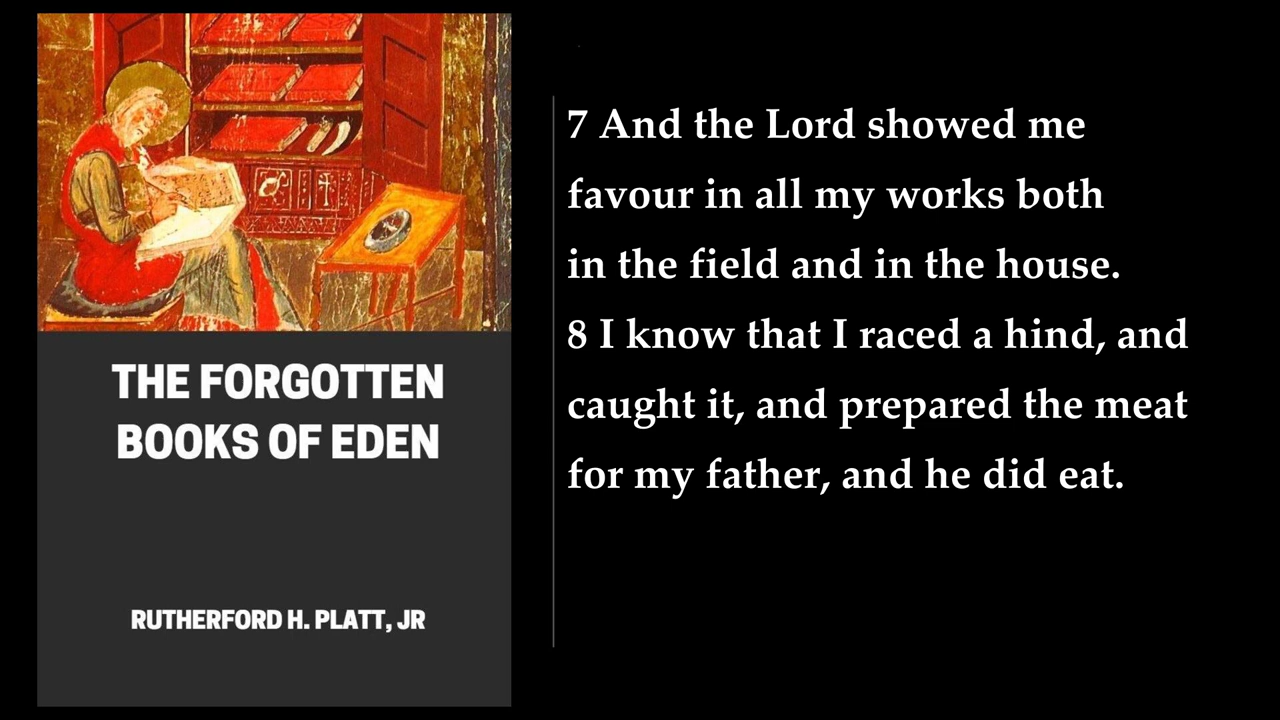 THE FORGOTTEN
BOOKS OF EDEN
RUTHERFORD H. PLATT, JR
7 And the Lord showed me
favour in all my works both
in the field and in the house.
8 I know that I raced a hind, and
caught it, and prepared the meat
for my father, and he did eat.